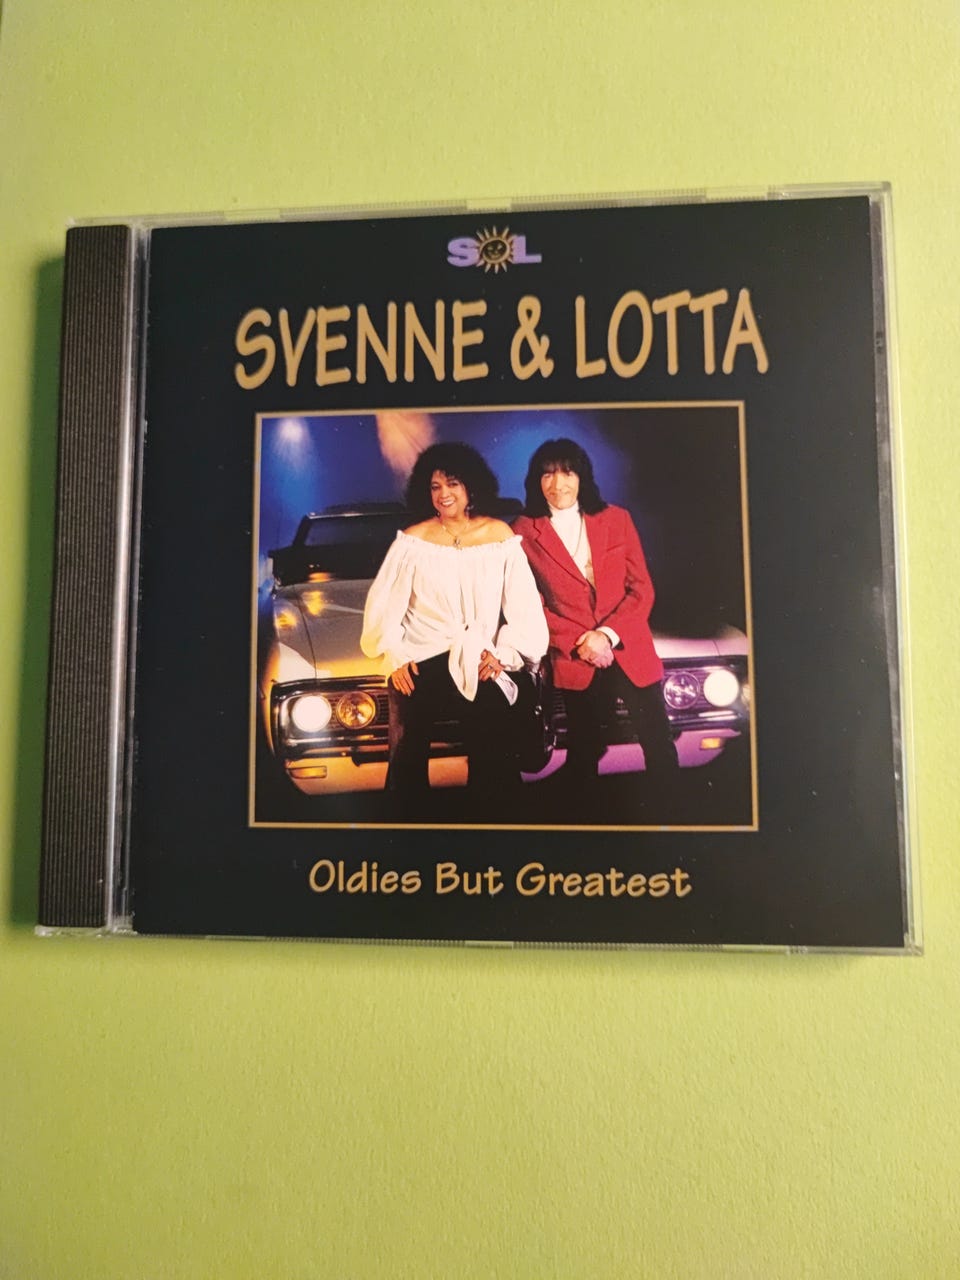 SOL
SVENNE & LOTTA
Oldies But Greatest